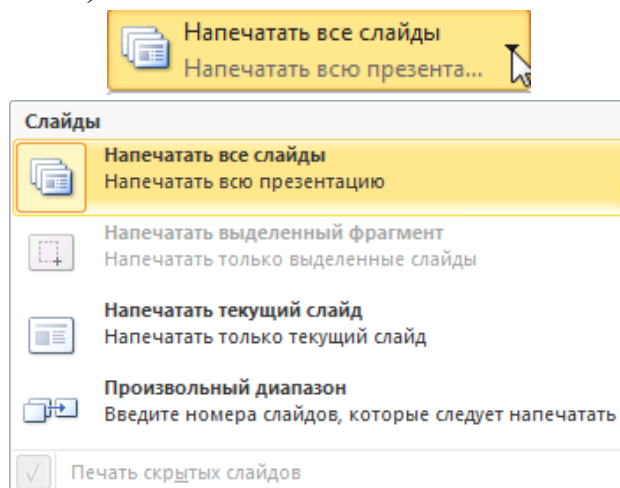 Напечатать все слайды
Напечатать всю презента...
Слайды
Напечатать все слайды
Напечатать всю презентацию
Напечатать выделенный фрагмент
Напечатать только выделенные слайды
Напечатать текущий слайд
Напечатать только текущий слайд
Произвольный диапазон
Введите номера слайдов, которые следует напечатать
Печать скрытых слайдов